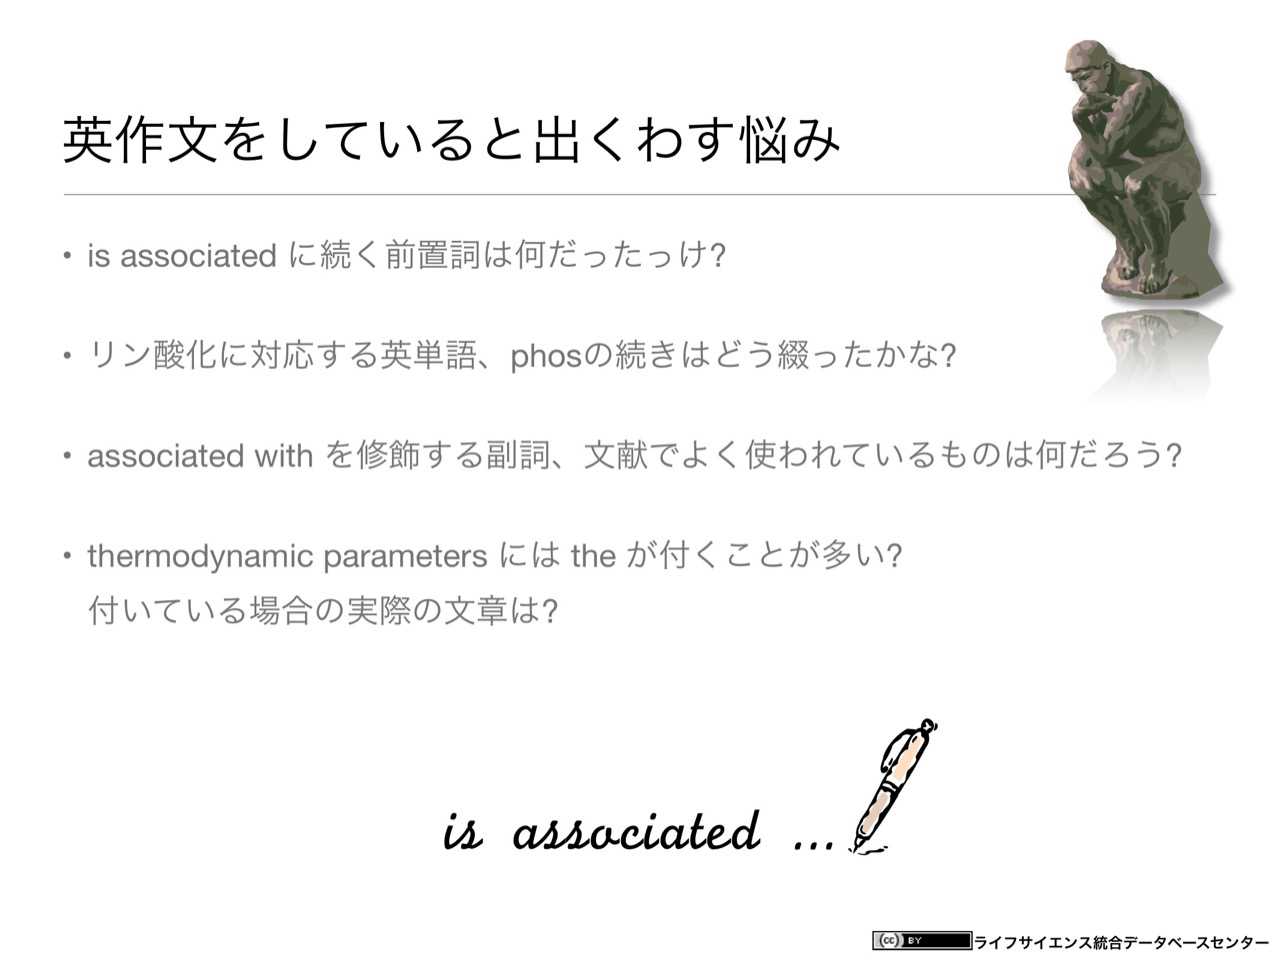 英作文をしていると出くわす悩み
• is associated に続く前置詞は何だったっけ?
• リン酸化に対応する英単語、phosの続きはどう綴ったかな?
• associated with を修飾する副詞、文献でよく使われているものは何だろう?
• thermodynamic parameters には the が付くことが多い?
付いている場合の実際の文章は?
is associated ...
cc BY ライフサイエンス統合データベースセンター